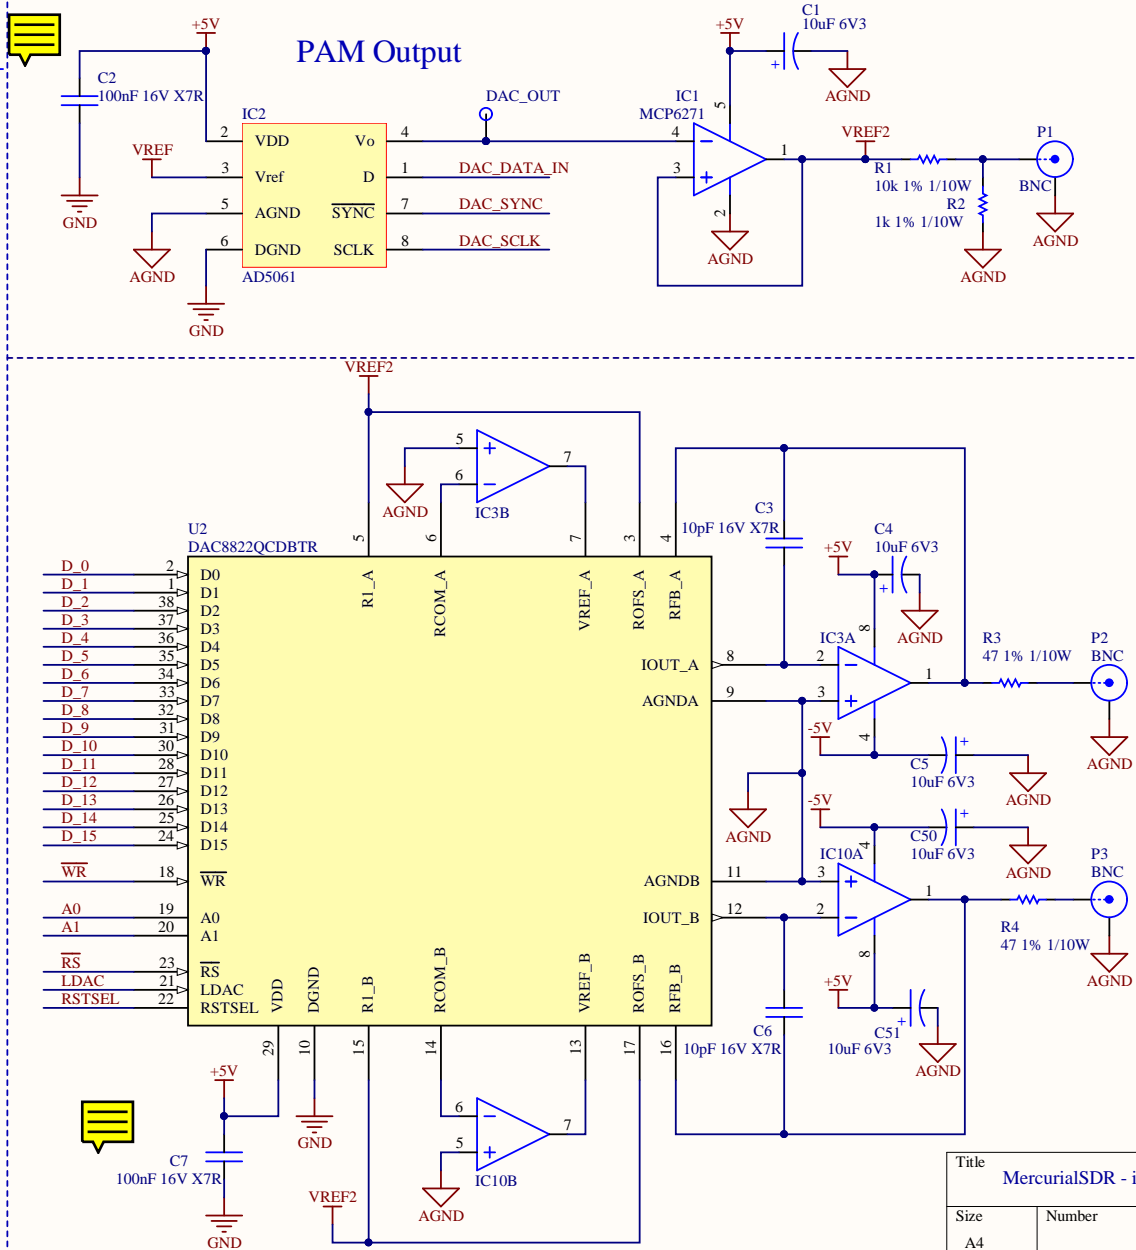 PAM Output
+5V
C2
100nF 16V X7R
GND
IC2
2 VDD Vo 4
3 Vref D 1
5 AGND SYNC 7
6 DGND SCLK 8
AD5061
VREF
AGND
GND
DAC_OUT
DAC_DATA_IN
DAC_SYNC
DAC_SCLK
C1
10uF 6V3
+5V
+
AGND
IC1
MCP6271
5
4
3
1
2
AGND
VREF2
R1
10k 1% 1/10W
R2
1k 1% 1/10W
AGND
P1
BNC
AGND
VREF2
5
6
7
IC3B
AGND
U2
DAC8822QCDBTR
5 6 7 3 4
R1_A
RCOM_A
VREF_A
ROFS_A
RFB_A
D_0 2 D0
D_1 1 D1
D_2 38 D2
D_3 37 D3
D_4 36 D4
D_5 35 D5
D_6 34 D6
D_7 33 D7
D_8 32 D8
D_9 31 D9
D_10 30 D10
D_11 28 D11
D_12 27 D12
D_13 26 D13
D_14 25 D14
D_15 24 D15
WR 18 WR
A0 19 A0
A1 20 A1
RS 23 RS
LDAC 21 LDAC
RSTSEL 22 RSTSEL
IOUT_A 8
AGNDA 9
AGNDB 11
IOUT_B 12
VDD
DGND
R1_B
RCOM_B
VREF_B
ROFS_B
RFB_B
29 10 15 14 13 17 16
C3
10pF 16V X7R
C4
10uF 6V3
+5V
+
AGND
8
IC3A
2
3
1
4
R3
47 1% 1/10W
P2
BNC
AGND
-5V
C5
10uF 6V3
+
AGND
AGND
-5V
C50
10uF 6V3
+
AGND
4
IC10A
3
2
1
8
R4
47 1% 1/10W
P3
BNC
AGND
+5V
C51
10uF 6V3
+
AGND
C6
10pF 16V X7R
+5V
C7
100nF 16V X7R
GND
GND
6
5
7
IC10B
AGND
VREF2
Title
MercurialSDR - i
Size
Number
A4